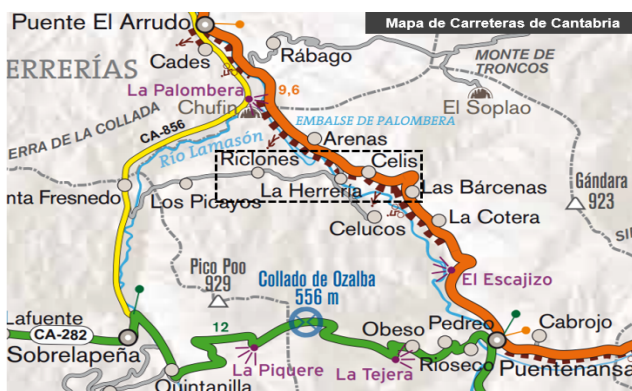 Mapa de Carreteras de Cantabria
Puente El Arrudo
Cades
Rábago
MONTE DE
TRONCOS
ERRERÍAS
La Palombera
9,6
Chufín
El Soplao
EMBALSE DE PALOMBERA
ERRA DE LA COLLADA
CA-856
Río Lamasón
Arenas
Riclones
Celis
nta Fresnedo
Los Picayos
La Herrería
Las Bárcenas
Gándara
923
Celucos
La Cotera
Pico Poo
929
Collado de Ozalba
556 m
El Escajizo
Lafuente
CA-282
12
Obeso
Pedreo
Cabrojo
Sobrelapeña
La Piquere
La Tejera
Rioseco
Puentenansa
Quintanilla